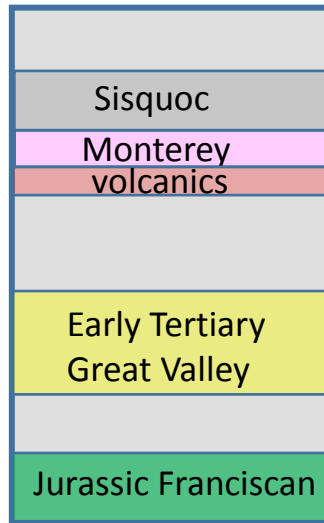 Sisquoc
Monterey
volcanics
Early Tertiary
Great Valley
Jurassic Franciscan